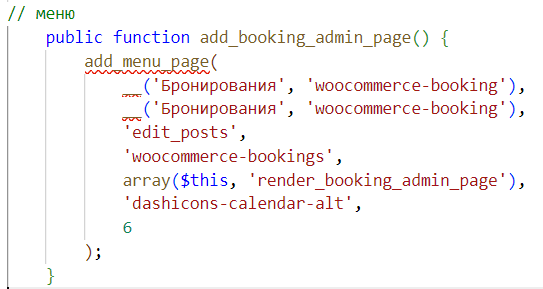 // меню
public function add_booking_admin_page() {
add_menu_page(
__('Бронирования', 'woocommerce-booking'),
__('Бронирования', 'woocommerce-booking'),
'edit_posts',
'woocommerce-bookings',
array($this, 'render_booking_admin_page'),
'dashicons-calendar-alt',
6
);
}